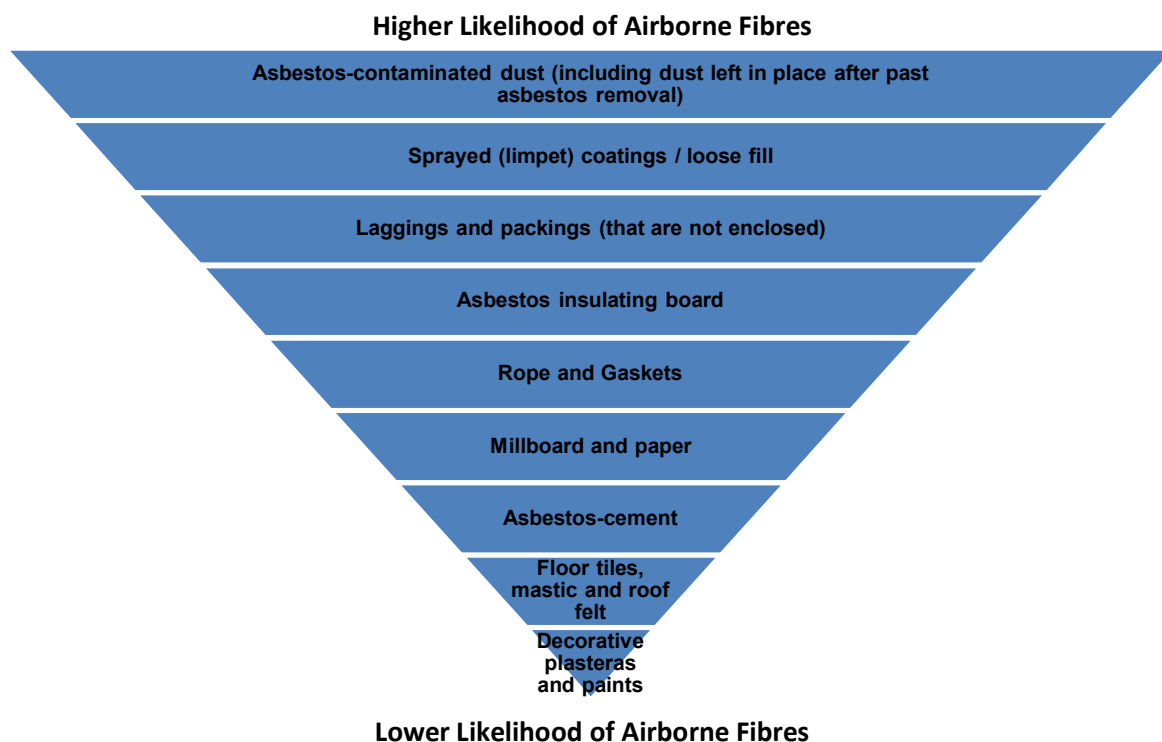 Higher Likelihood of Airborne Fibres
Asbestos-contaminated dust (including dust left in place after past
asbestos removal)
Sprayed (limpet) coatings / loose fill
Laggings and packings (that are not enclosed)
Asbestos insulating board
Rope and Gaskets
Millboard and paper
Asbestos-cement
Floor tiles,
mastic and roof
felt
Decorative
plasteras
and paints
Lower Likelihood of Airborne Fibres